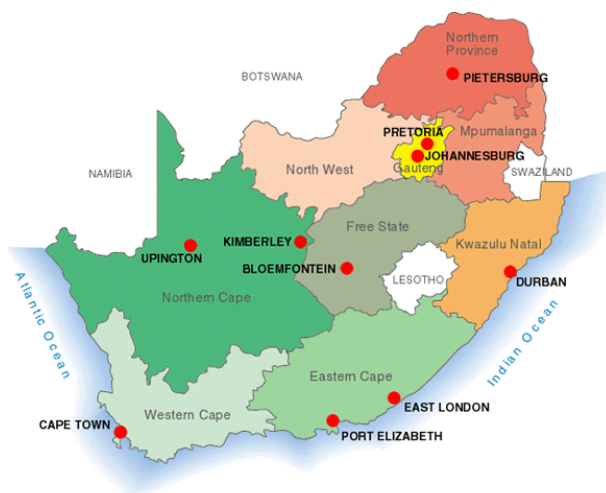 Northern
Province
BOTSWANA
PIETERSBURG
PRETORIA
Mpumalanga
JOHANNESBURG
North West
Gauteng
NAMIBIA
SWAZILAND
Free State
KIMBERLEY
Kwazulu Natal
UPINGTON
BLOEMFONTEIN
LESOTHO
DURBAN
Northern Cape
Atlantic Ocean
Indian Ocean
Eastern Cape
EAST LONDON
Western Cape
CAPE TOWN
PORT ELIZABETH